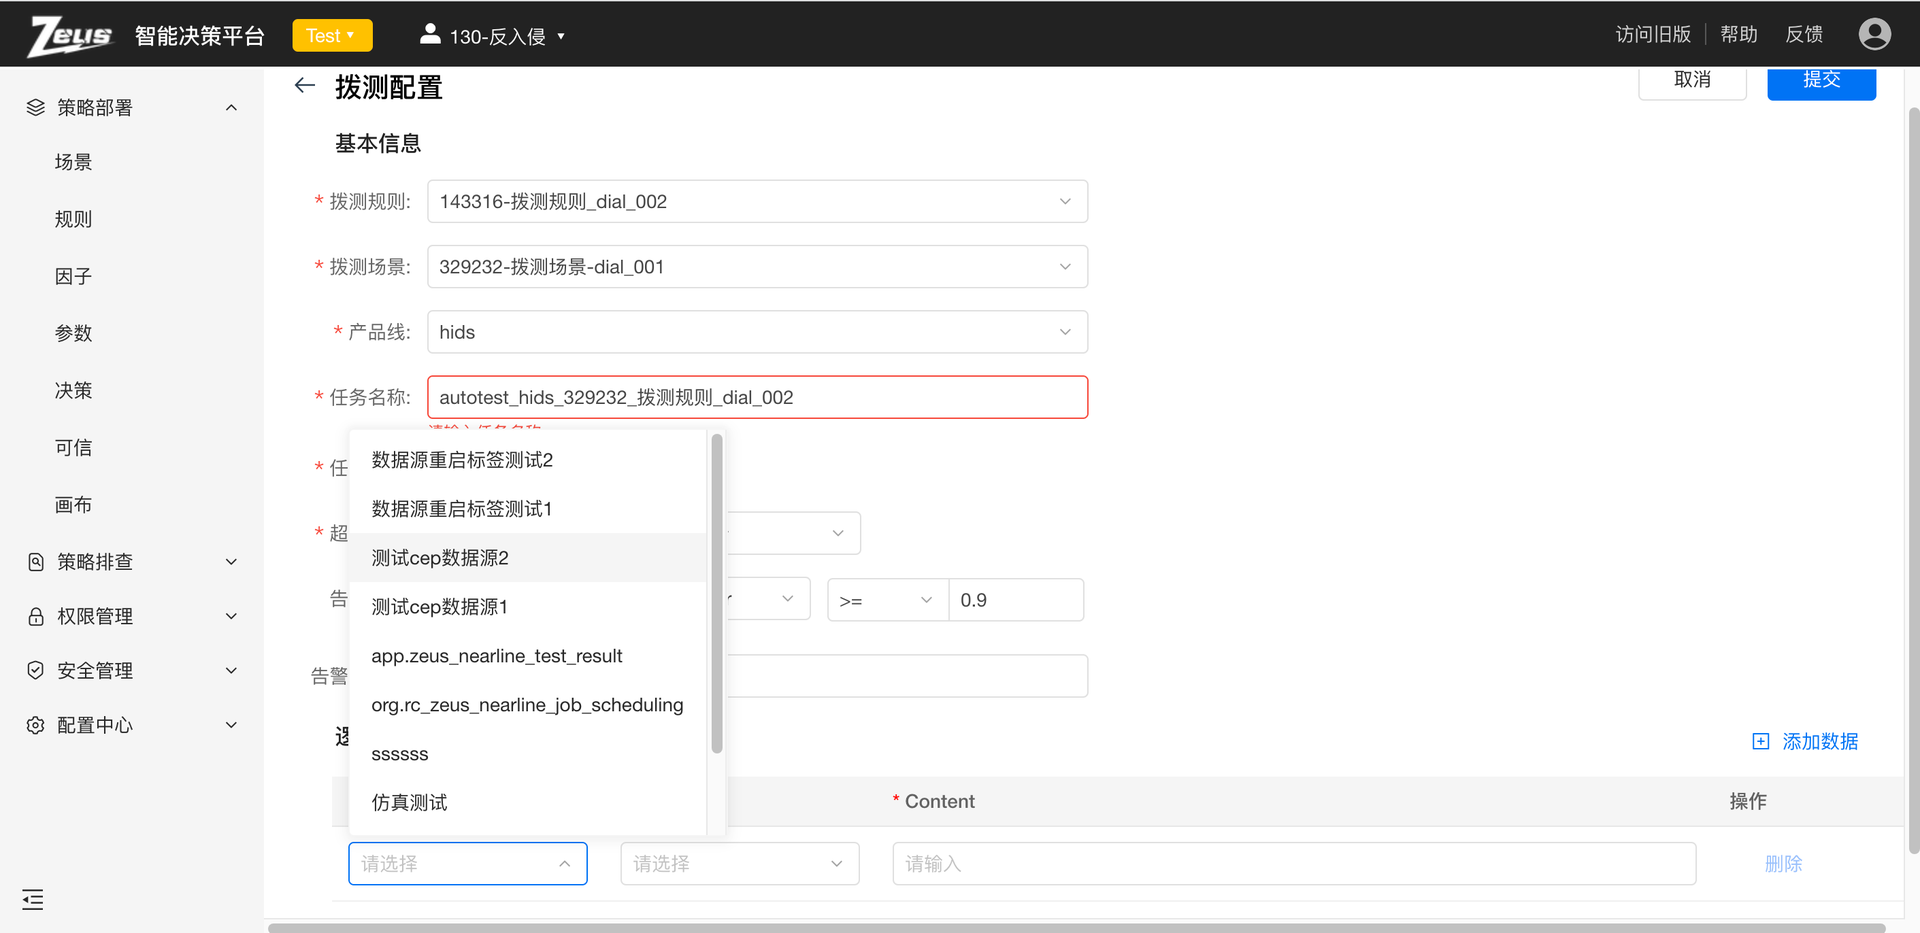 Zeus 智能决策平台 Test 130-反入侵 访问旧版 帮助 反馈
策略部署
场景
规则
因子
参数
决策
可信
画布
策略排查
权限管理
安全管理
配置中心
拨测配置 取消 提交
基本信息
* 拨测规则: 143316-拨测规则_dial_002
* 拨测场景: 329232-拨测场景-dial_001
* 产品线: hids
* 任务名称: autotest_hids_329232_拨测规则_dial_002
* 任
* 超
告 >= 0.9
告警
数据源重启标签测试2
数据源重启标签测试1
测试cep数据源2
测试cep数据源1
app.zeus_nearline_test_result
org.rc_zeus_nearline_job_scheduling
ssssss
仿真测试
添加数据
* Content 操作
请选择 请选择 请输入 删除